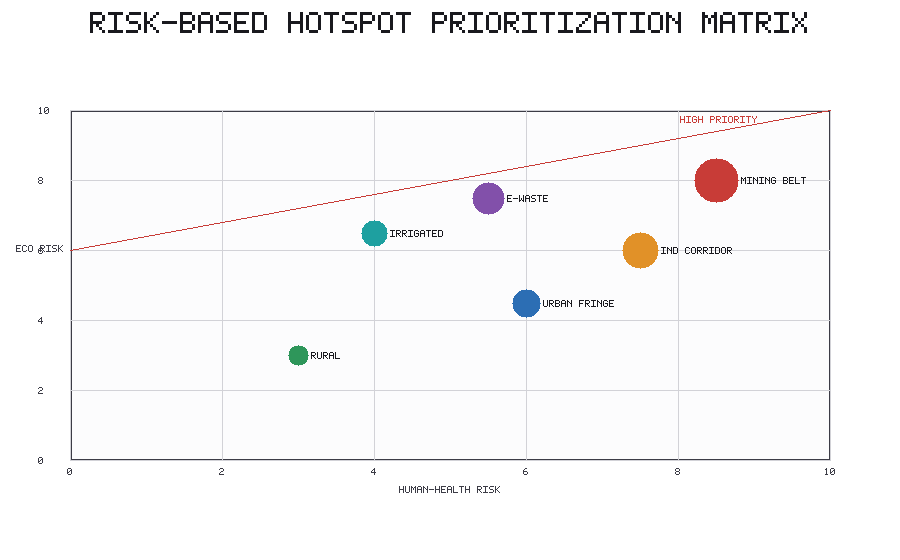 RISK-BASED HOTSPOT PRIORITIZATION MATRIX
10
HIGH PRIORITY
8
MINING BELT
E-WASTE
IRRIGATED
ECO RISK
6
IND CORRIDOR
URBAN FRINGE
4
RURAL
2
0
0 2 4 6 8 10
HUMAN-HEALTH RISK